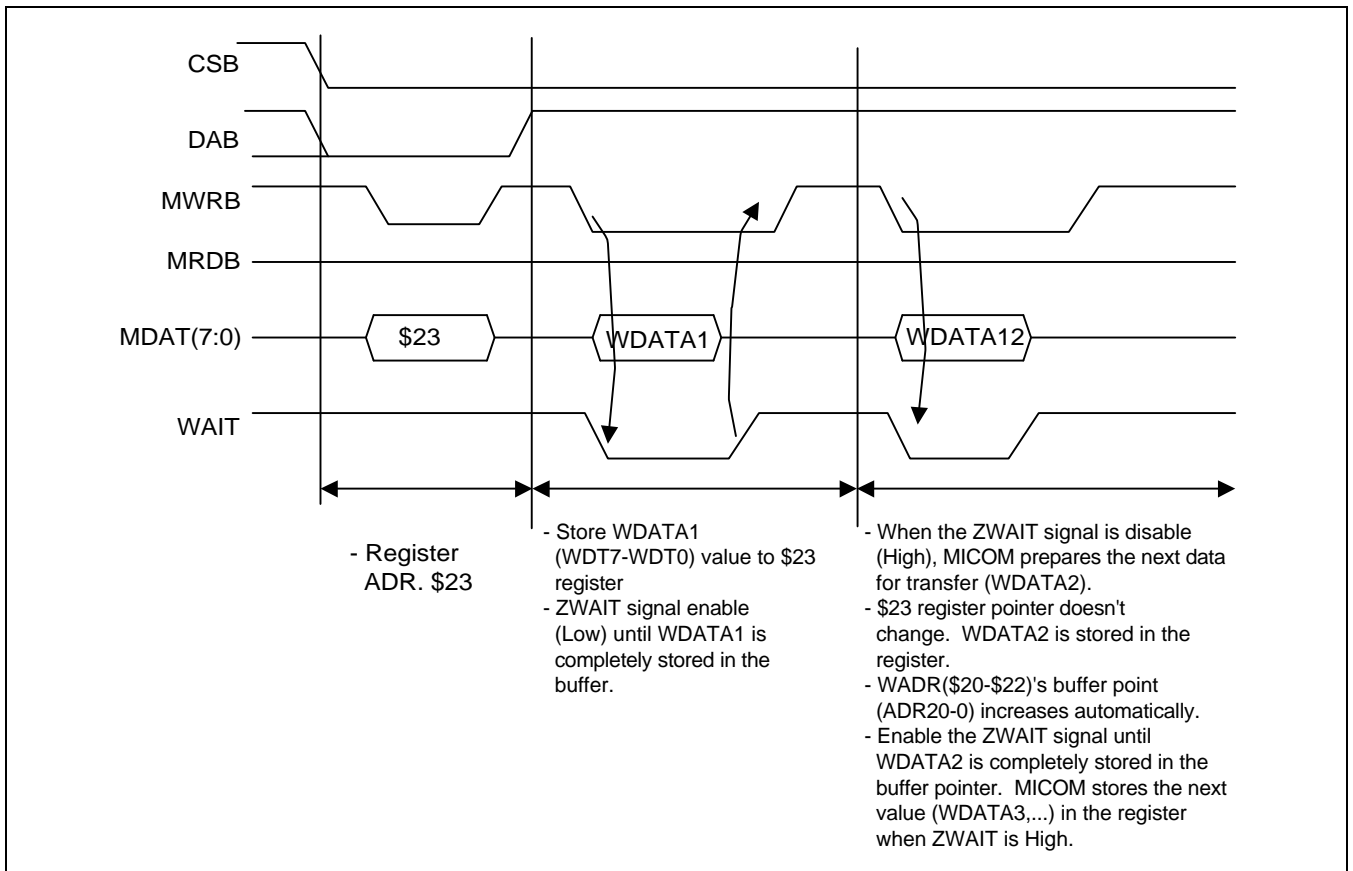 CSB
DAB
MWRB
MRDB
MDAT(7:0)
$23
WDATA1
WDATA12
WAIT
- Register
ADR. $23
- Store WDATA1
(WDT7-WDT0) value to $23
register
- ZWAIT signal enable
(Low) until WDATA1 is
completely stored in the
buffer.
- When the ZWAIT signal is disable
(High), MICOM prepares the next data
for transfer (WDATA2).
- $23 register pointer doesn't
change. WDATA2 is stored in the
register.
- WADR($20-$22)'s buffer point
(ADR20-0) increases automatically.
- Enable the ZWAIT signal until
WDATA2 is completely stored in the
buffer pointer. MICOM stores the next
value (WDATA3,...) in the register
when ZWAIT is High.